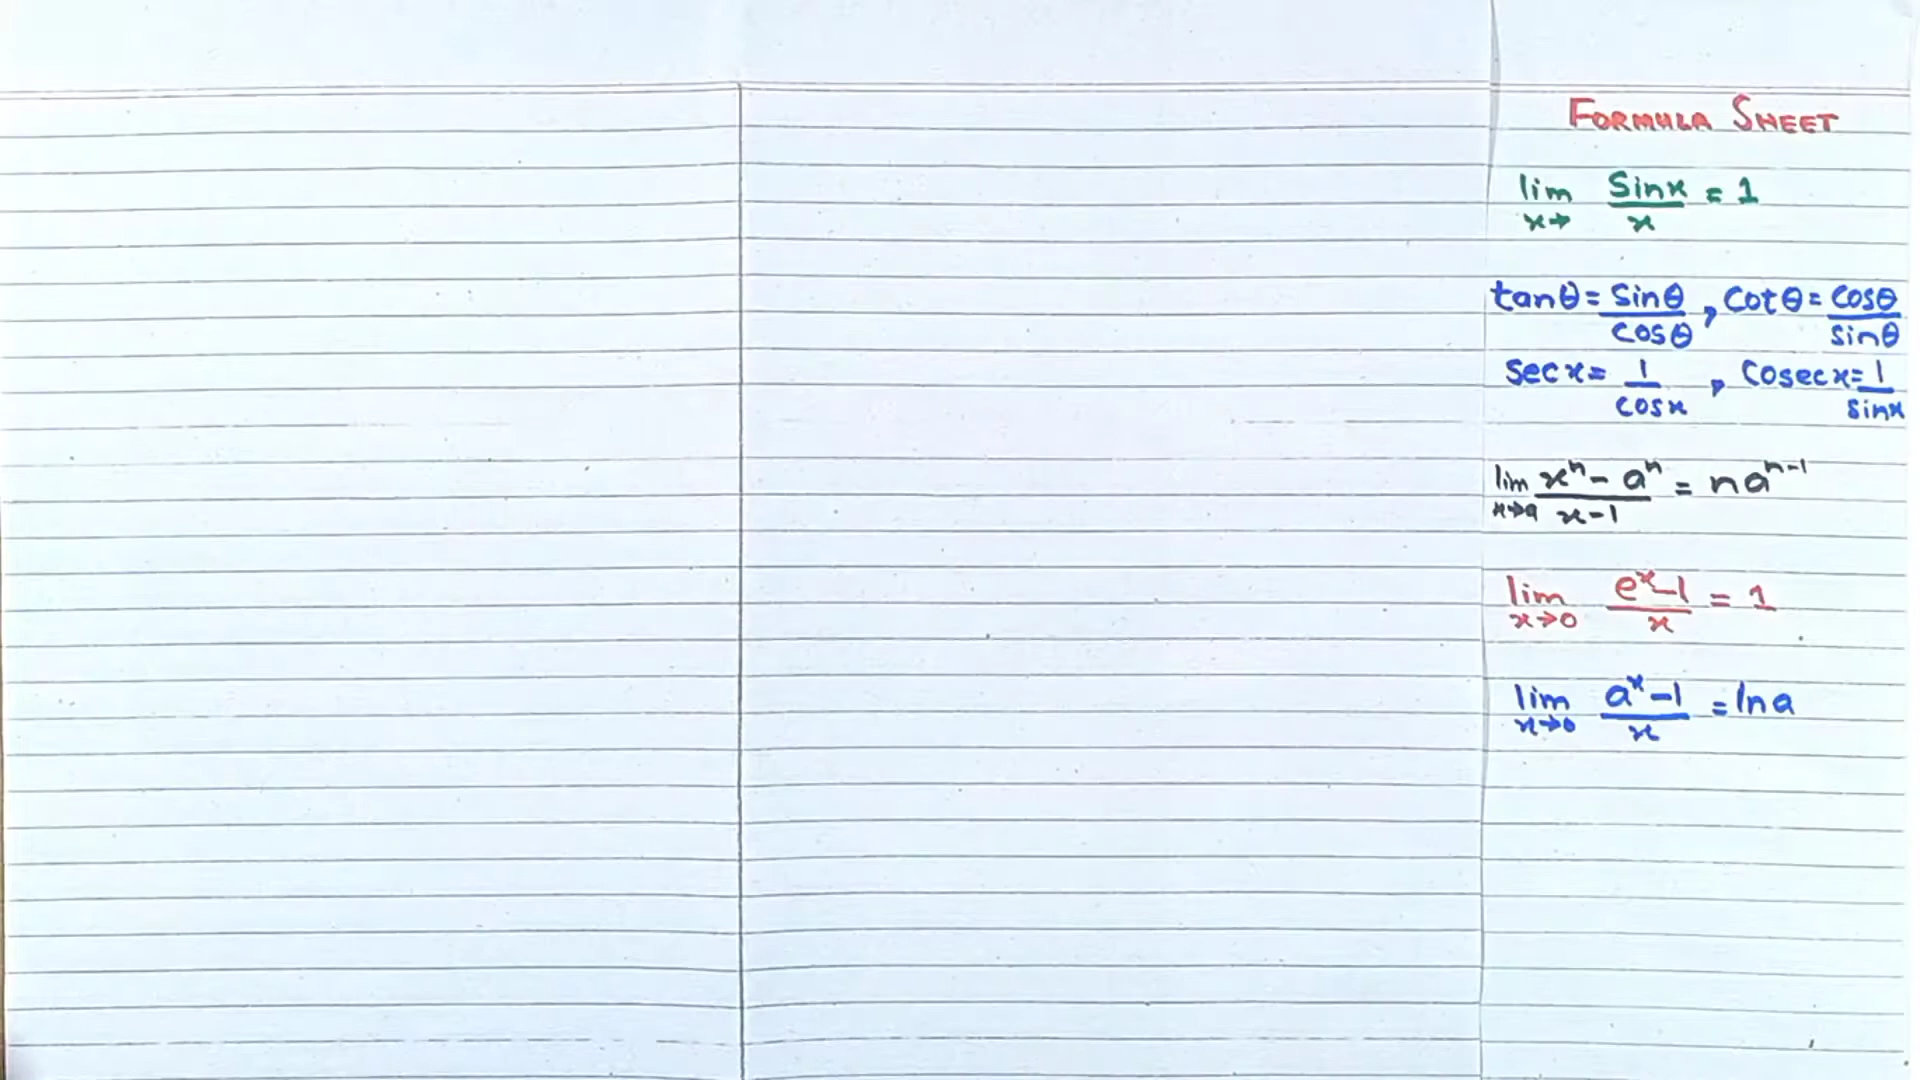 FORMULA SHEET
lim x→ sinx/x = 1
tanθ = sinθ/cosθ , cotθ = cosθ/sinθ
secx = 1/cosx , cosecx = 1/sinx
lim x→a xⁿ - aⁿ/x-1 = naⁿ⁻¹
lim x→0 eˣ-1/x = 1
lim x→0 aˣ-1/x = ln a